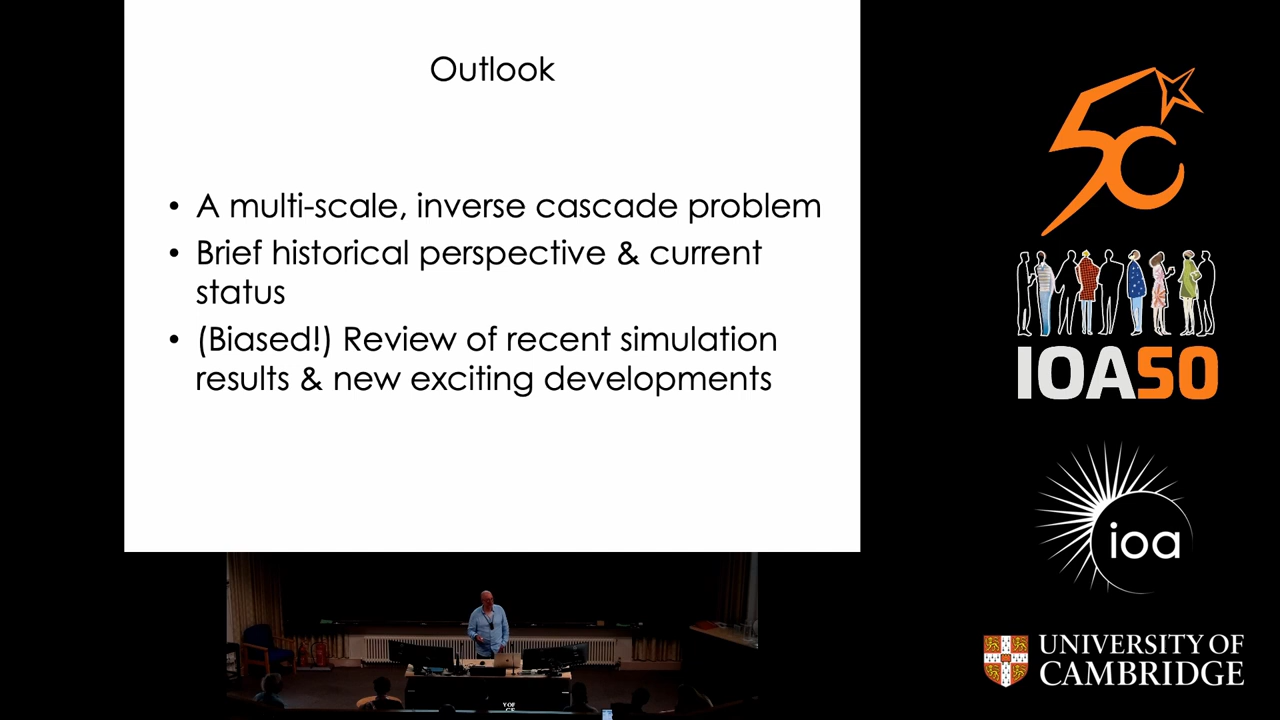 Outlook
• A multi-scale, inverse cascade problem
• Brief historical perspective & current
status
• (Biased!) Review of recent simulation
results & new exciting developments
50
IOA50
ioa
UNIVERSITY OF
CAMBRIDGE